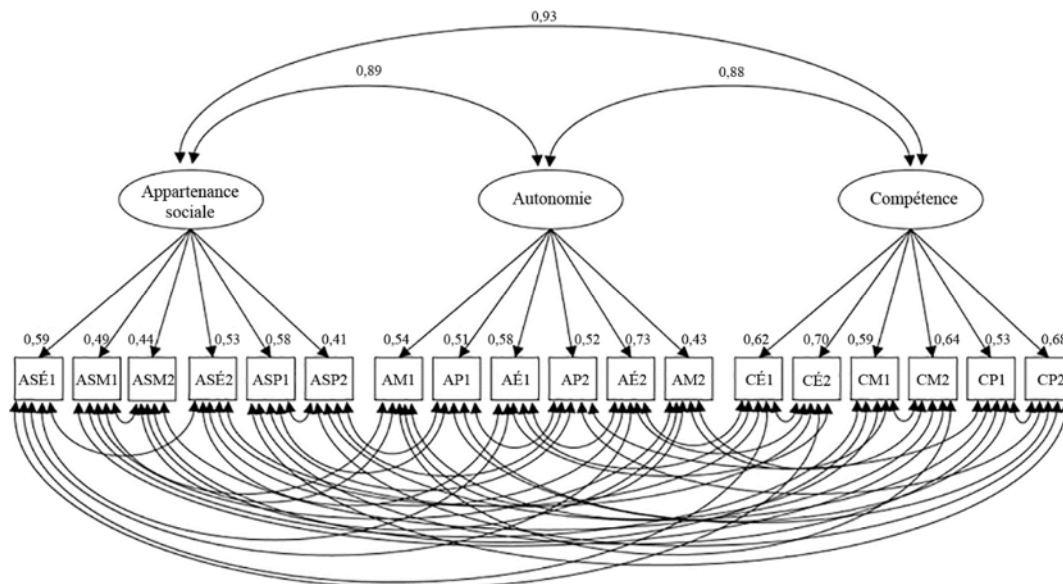 0,93
0,89 0,88
Appartenance
sociale
Autonomie
Compétence
0,59 0,49 0,44 0,53 0,58 0,41 0,54 0,51 0,58 0,52 0,73 0,43 0,62 0,70 0,59 0,64 0,53 0,68
ASÉ1 ASM1 ASM2 ASÉ2 ASP1 ASP2 AM1 AP1 AÉ1 AP2 AÉ2 AM2 CÉ1 CÉ2 CM1 CM2 CP1 CP2